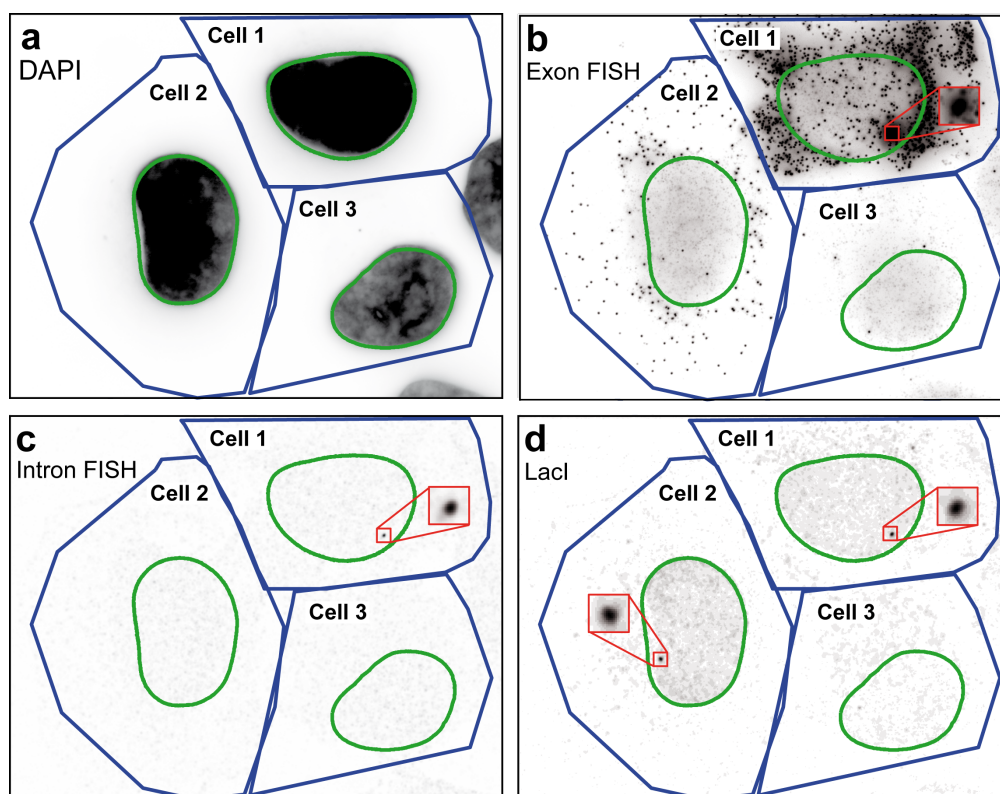 a
DAPI
Cell 1
Cell 2
Cell 3
b
Exon FISH
Cell 1
Cell 2
Cell 3
c
Intron FISH
Cell 1
Cell 2
Cell 3
d
LacI
Cell 1
Cell 2
Cell 3